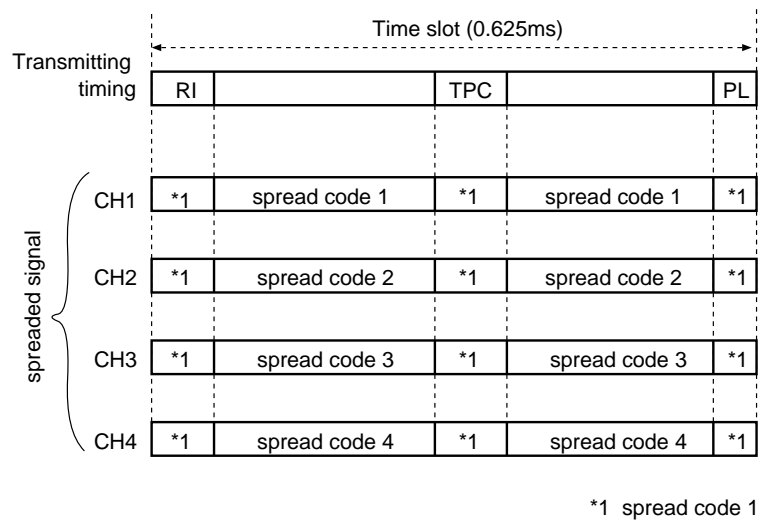 Time slot (0.625ms)
Transmitting
timing
RI
TPC
PL
spreaded signal
CH1 *1 spread code 1 *1 spread code 1 *1
CH2 *1 spread code 2 *1 spread code 2 *1
CH3 *1 spread code 3 *1 spread code 3 *1
CH4 *1 spread code 4 *1 spread code 4 *1
*1 spread code 1